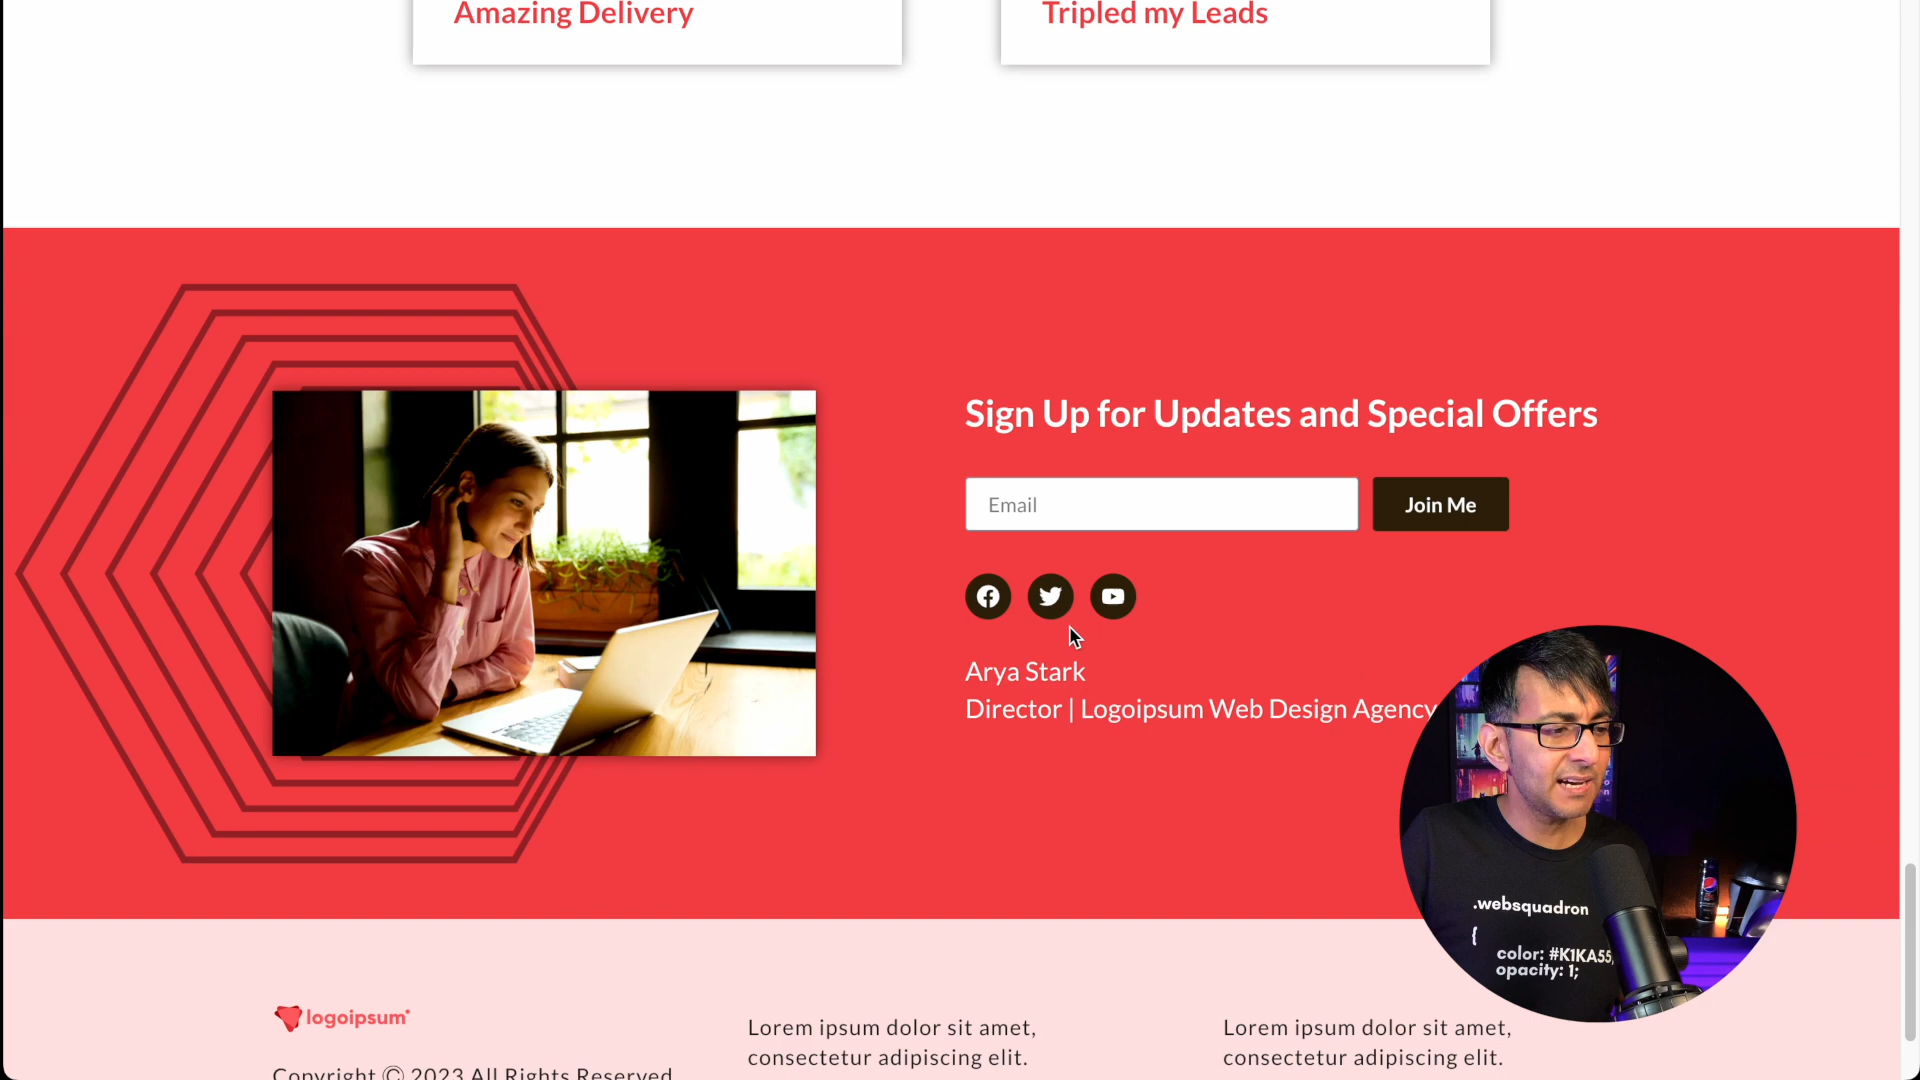 Amazing Delivery
Tripled my Leads
Sign Up for Updates and Special Offers
Email
Join Me
Arya Stark
Director | Logoipsum Web Design Agency
.websquadron
{
color: #K1KA55;
opacity: 1;
logoipsum
Copyright © 2023 All Rights Reserved
Lorem ipsum dolor sit amet,
consectetur adipiscing elit.
Lorem ipsum dolor sit amet,
consectetur adipiscing elit.